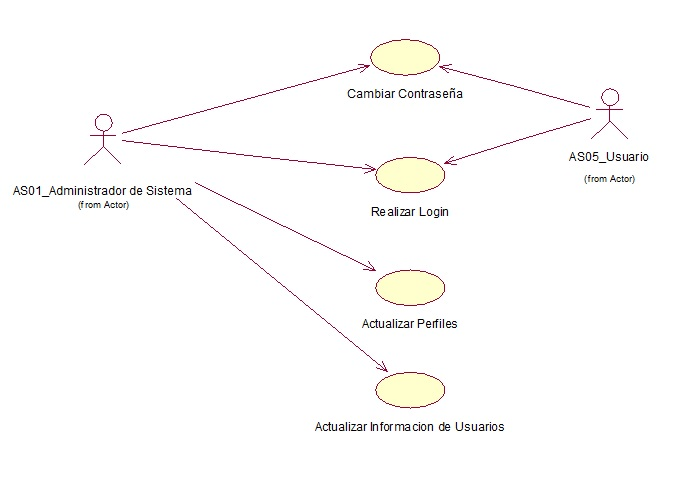 Cambiar Contraseña
AS05_Usuario
(from Actor)
AS01_Administrador de Sistema
(from Actor)
Realizar Login
Actualizar Perfiles
Actualizar Informacion de Usuarios